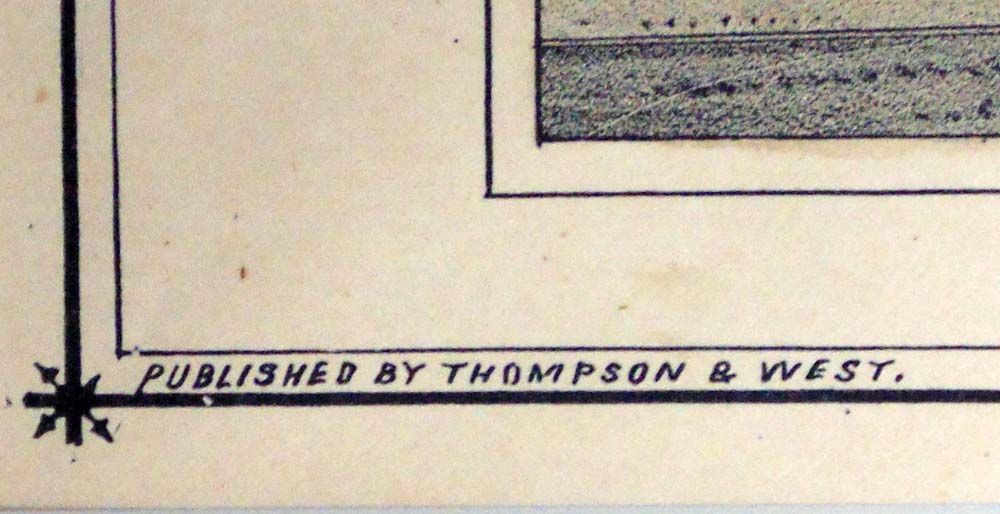 PUBLISHED BY THOMPSON & WEST.